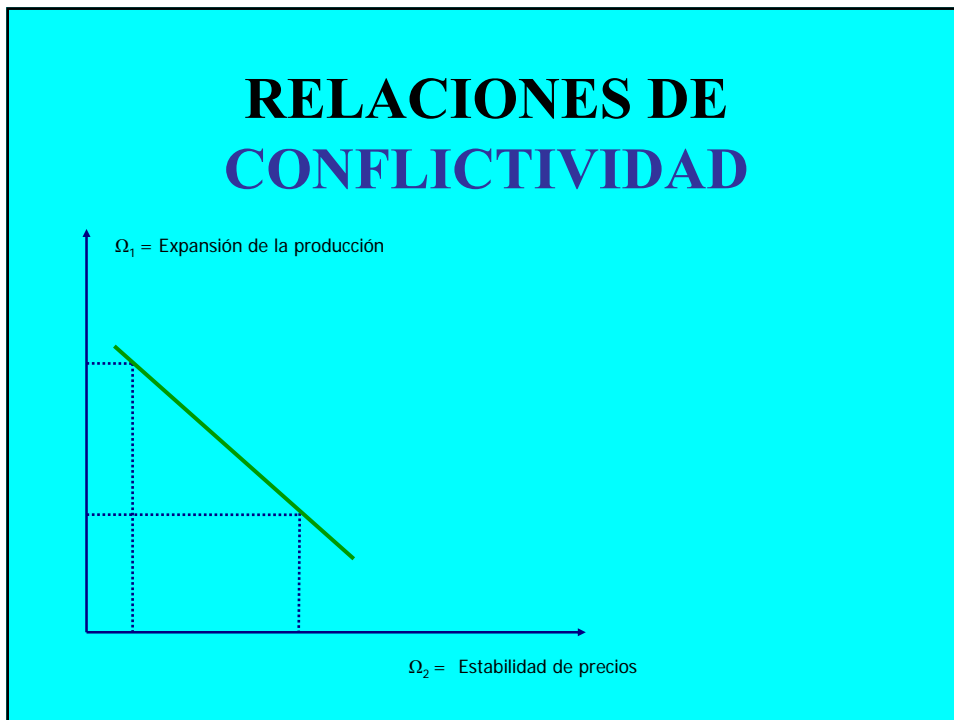 RELACIONES DE
CONFLICTIVIDAD
Ω₁ = Expansión de la producción
Ω₂ = Estabilidad de precios